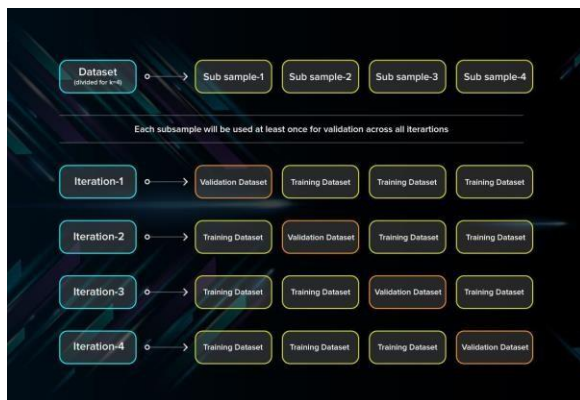 Dataset
(divided for k=4)
Sub sample-1
Sub sample-2
Sub sample-3
Sub sample-4
Each subsample will be used at least once for validation across all iterartions
Iteration-1
Validation Dataset
Training Dataset
Training Dataset
Training Dataset
Iteration-2
Training Dataset
Validation Dataset
Training Dataset
Training Dataset
Iteration-3
Training Dataset
Training Dataset
Validation Dataset
Training Dataset
Iteration-4
Training Dataset
Training Dataset
Training Dataset
Validation Dataset